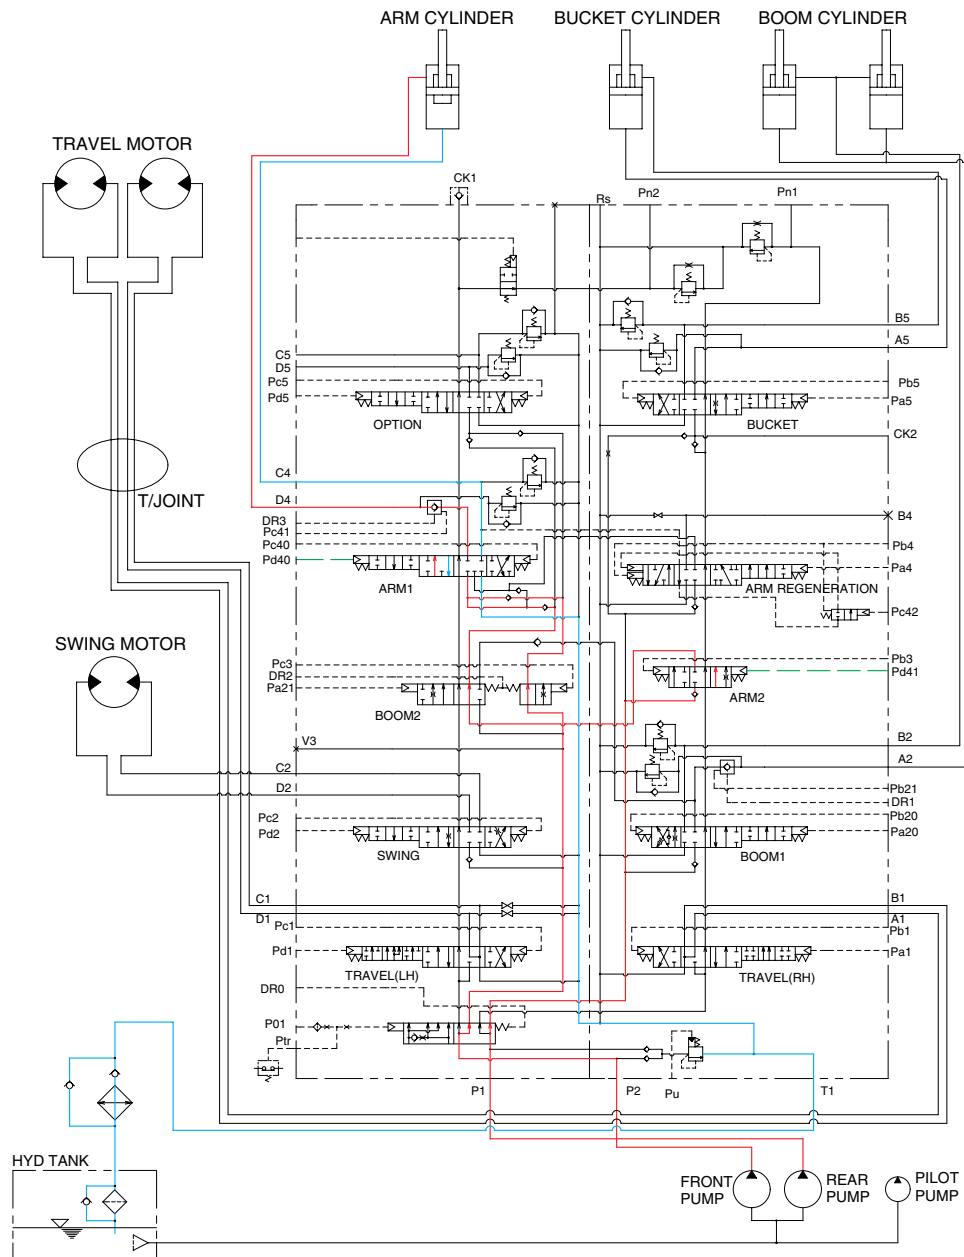 ARM CYLINDER
BUCKET CYLINDER
BOOM CYLINDER
TRAVEL MOTOR
CK1
Rs
Pn2
Pn1
B5
A5
C5
D5
Pc5
Pd5
Pb5
Pa5
OPTION
BUCKET
CK2
C4
T/JOINT
D4
DR3
Pc41
B4
Pc40
Pd40
Pb4
Pa4
ARM1
ARM REGENERATION
Pc42
SWING MOTOR
Pc3
DR2
Pa21
Pb3
Pd41
BOOM2
ARM2
V3
B2
A2
C2
D2
Pb21
DR1
Pc2
Pd2
Pb20
Pa20
SWING
BOOM1
C1
D1
Pc1
Pd1
B1
A1
Pb1
Pa1
TRAVEL(LH)
TRAVEL(RH)
DR0
P01
Ptr
P1
P2
Pu
T1
HYD TANK
FRONT
PUMP
REAR
PUMP
PILOT
PUMP